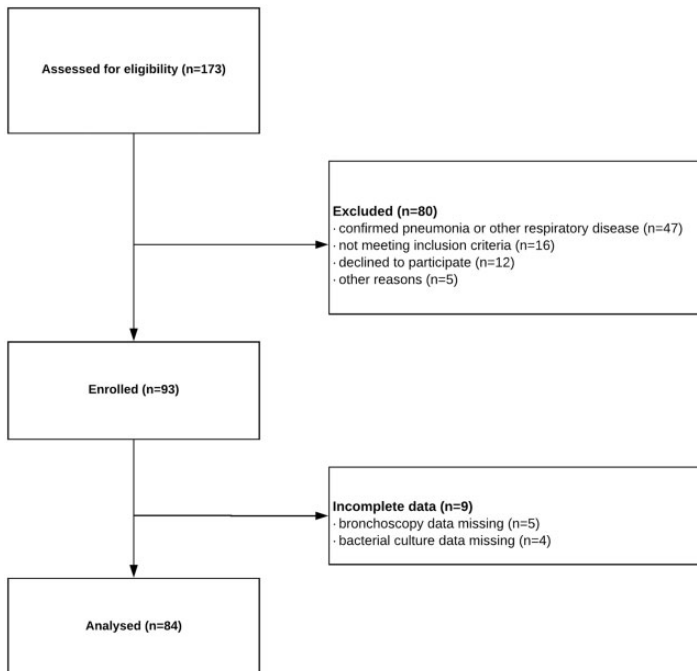 Assessed for eligibility (n=173)
Excluded (n=80)
· confirmed pneumonia or other respiratory disease (n=47)
· not meeting inclusion criteria (n=16)
· declined to participate (n=12)
· other reasons (n=5)
Enrolled (n=93)
Incomplete data (n=9)
· bronchoscopy data missing (n=5)
· bacterial culture data missing (n=4)
Analysed (n=84)